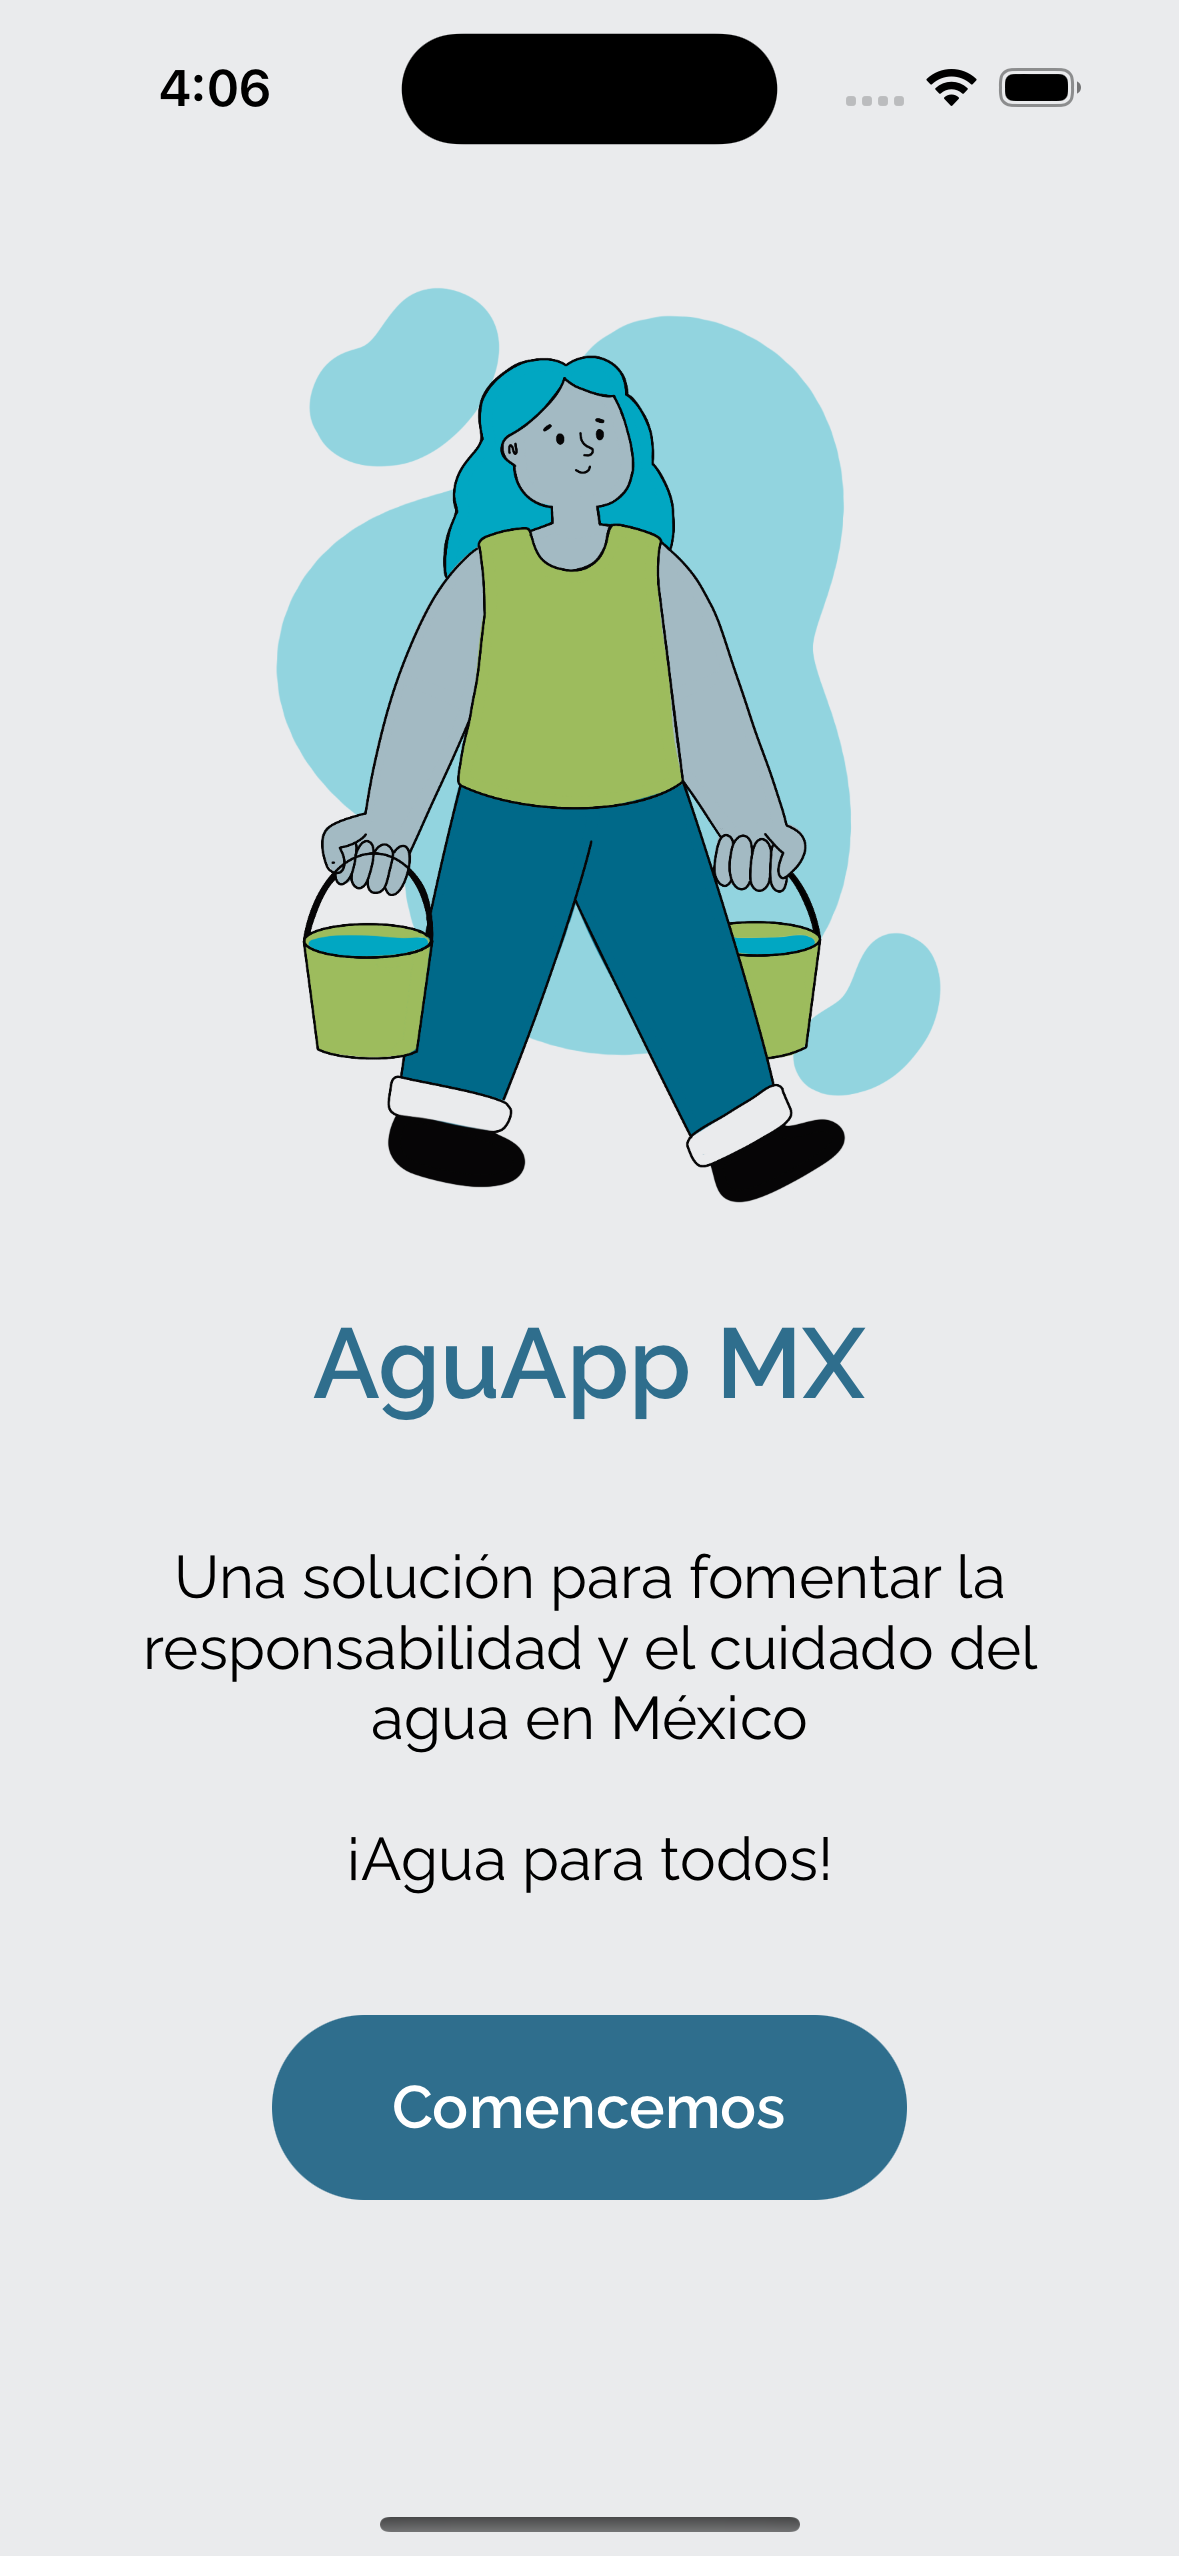 4:06
AguApp MX
Una solución para fomentar la
responsabilidad y el cuidado del
agua en México
¡Agua para todos!
Comencemos